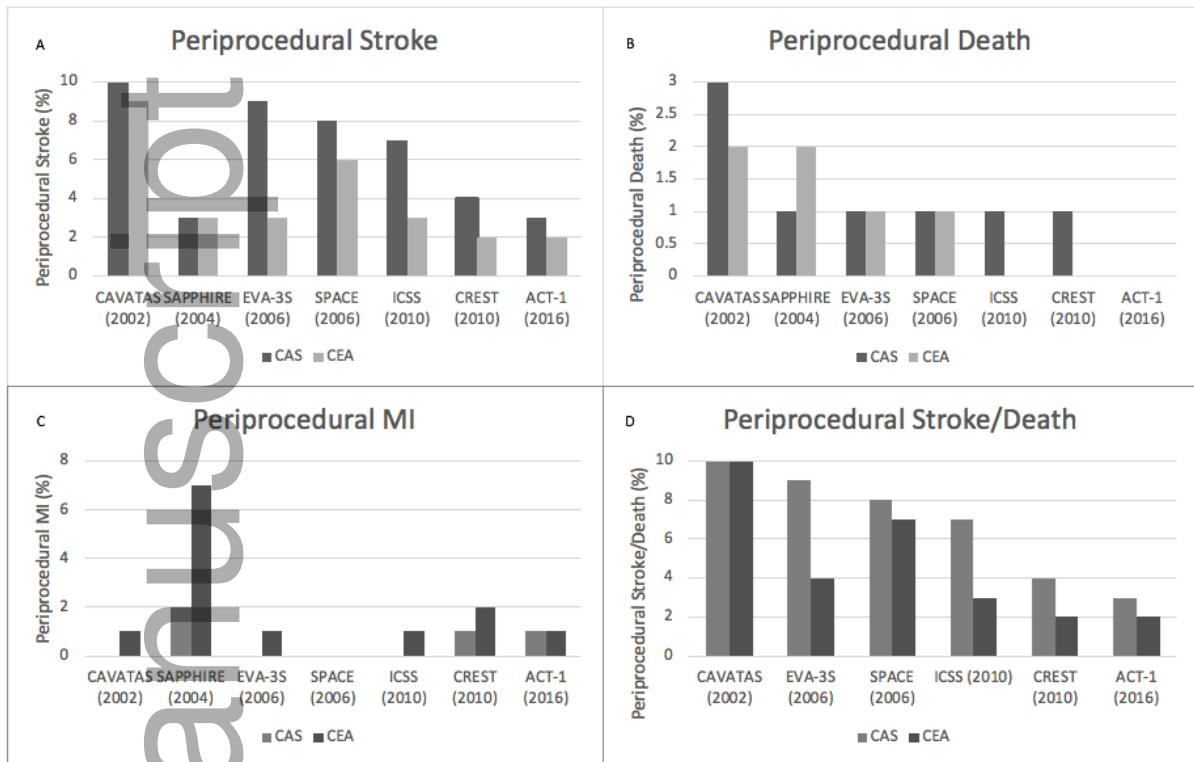 A
Periprocedural Stroke
Periprocedural Stroke (%)
10
8
6
4
2
0
CAVATAS SAPPHIRE EVA-3S SPACE ICSS CREST ACT-1
(2002) (2004) (2006) (2006) (2010) (2010) (2016)
CAS CEA
B
Periprocedural Death
Periprocedural Death (%)
3
2.5
2
1.5
1
0.5
0
CAVATAS SAPPHIRE EVA-3S SPACE ICSS CREST ACT-1
(2002) (2004) (2006) (2006) (2010) (2010) (2016)
CAS CEA
C
Periprocedural MI
Periprocedural MI (%)
8
6
4
2
0
CAVATAS SAPPHIRE EVA-3S SPACE ICSS CREST ACT-1
(2002) (2004) (2006) (2006) (2010) (2010) (2016)
CAS CEA
D
Periprocedural Stroke/Death
Periprocedural Stroke/Death (%)
10
8
6
4
2
0
CAVATAS EVA-3S SPACE ICSS (2010) CREST ACT-1
(2002) (2006) (2006) (2010) (2016)
CAS CEA
anuscript